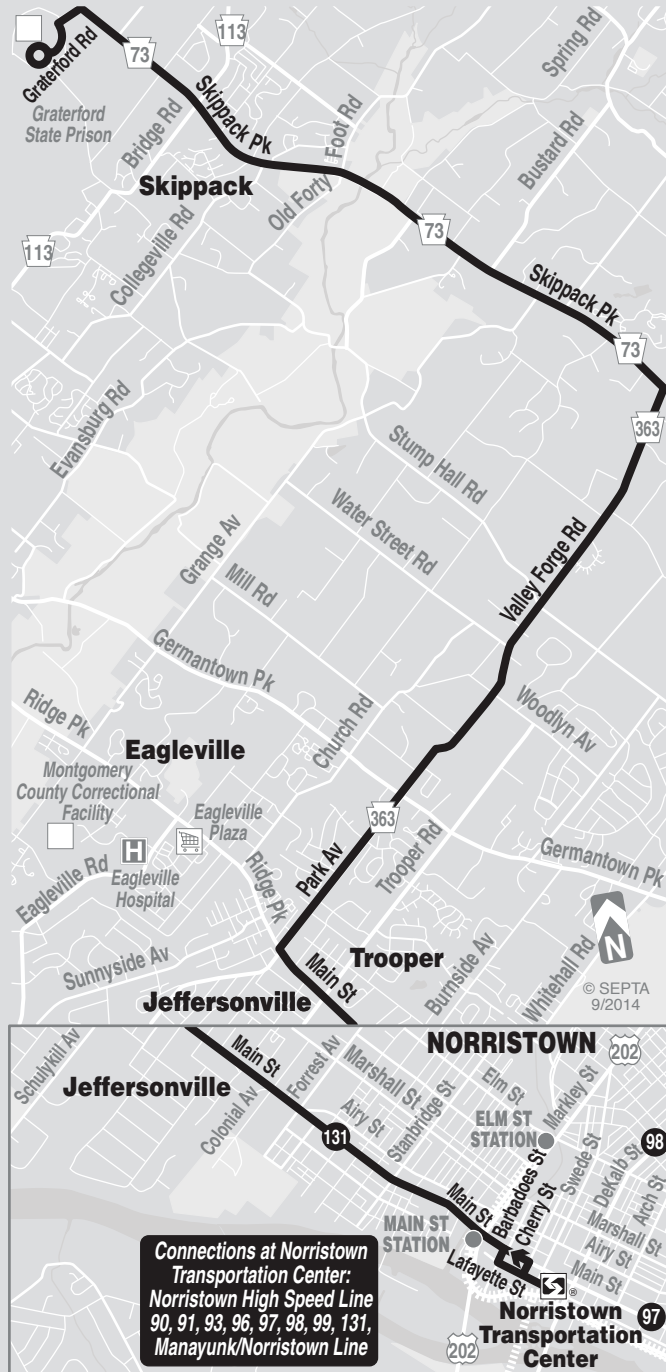 Graterford Rd
Graterford
State Prison
73
113
Spring Rd
Bridge Rd
Skippack Pk
Foot Rd
Old Forty
Bustard Rd
Skippack
113
Collegeville Rd
73
Skippack Pk
73
363
Evansburg Rd
Stump Hall Rd
Water Street Rd
Grange Av
Mill Rd
Valley Forge Rd
Germantown Pk
Woodlyn Av
Ridge Pk
Church Rd
Eagleville
Montgomery
County Correctional
Facility
Eagleville
Plaza
363
H
Eagleville
Hospital
Eagleville Rd
Ridge Pk
Park Av
Trooper Rd
Germantown Pk
Sunnyside Av
Trooper
Main St
Burnside Av
Whitehall Rd
N
© SEPTA
9/2014
Jeffersonville
Schulykill Av
Main St
NORRISTOWN
202
Jeffersonville
Forrest Av
Marshall St
Elm St
Markley St
Colonial Av
Airy St
Stanbridge St
ELM ST
STATION
131
Swede St
DeKalb St
98
Arch St
Main St
Barbadoes St
Cherry St
Marshall St
Airy St
Main St
MAIN ST
STATION
Lafayette St
S
®
Connections at Norristown
Transportation Center:
Norristown High Speed Line
90, 91, 93, 96, 97, 98, 99, 131,
Manayunk/Norristown Line
202
Norristown
Transportation
Center
97